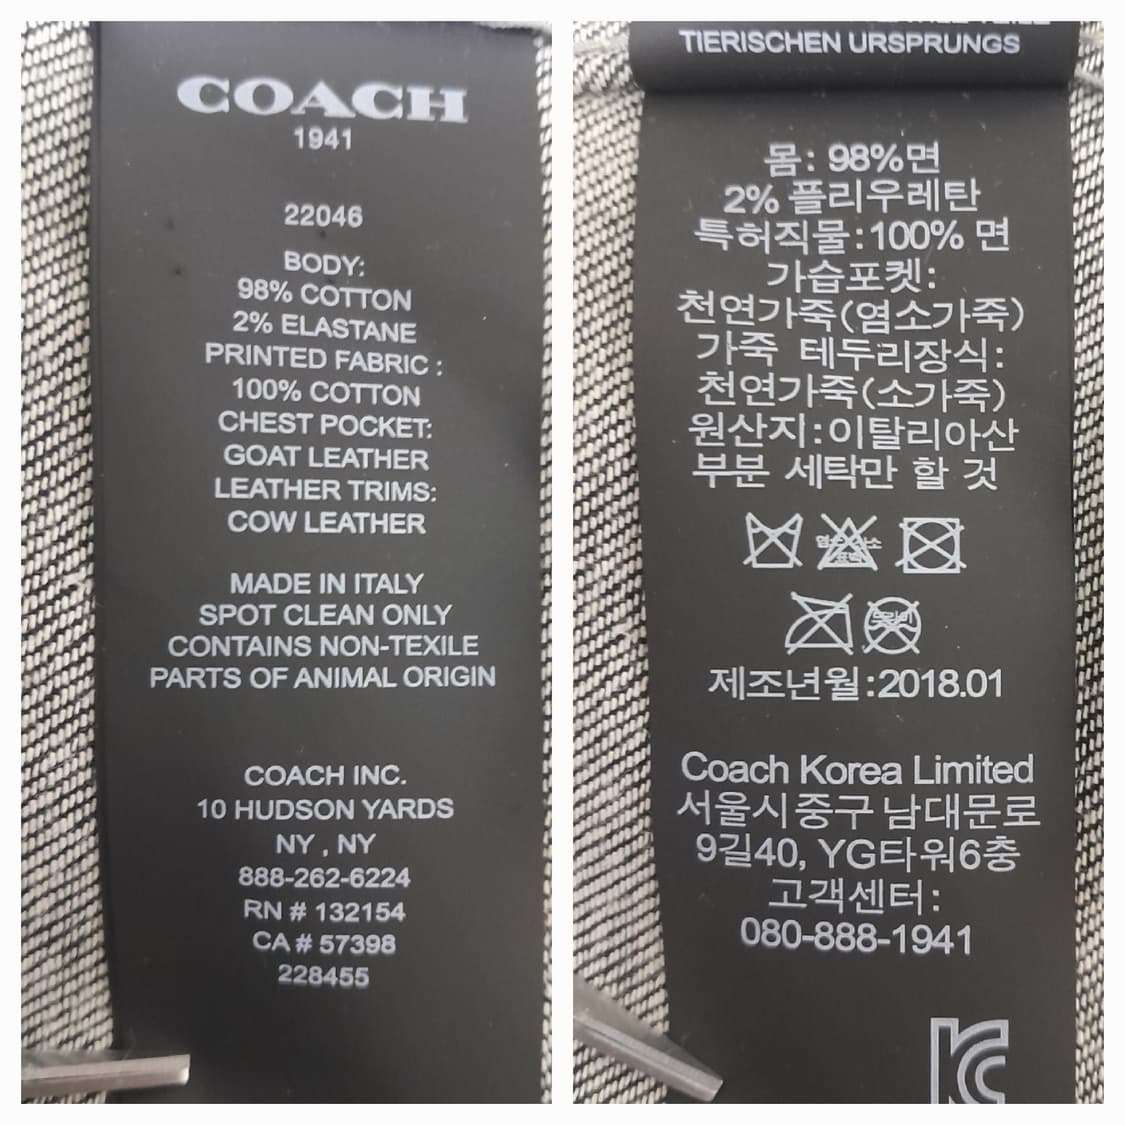 COACH
1941
22046
BODY:
98% COTTON
2% ELASTANE
PRINTED FABRIC :
100% COTTON
CHEST POCKET:
GOAT LEATHER
LEATHER TRIMS:
COW LEATHER
MADE IN ITALY
SPOT CLEAN ONLY
CONTAINS NON-TEXILE
PARTS OF ANIMAL ORIGIN
COACH INC.
10 HUDSON YARDS
NY , NY
888-262-6224
RN # 132154
CA # 57398
228455
TIERISCHEN URSPRUNGS
몸: 98%면
2% 플리우레탄
특허직물:100% 면
가슴포켓:
천연가죽(염소가죽)
가죽 테두리장식:
천연가죽(소가죽)
원산지:이탈리아산
부분 세탁만 할 것
제조년월:2018.01
Coach Korea Limited
서울시중구남대문로
9길40, YG타워6층
고객센터:
080-888-1941